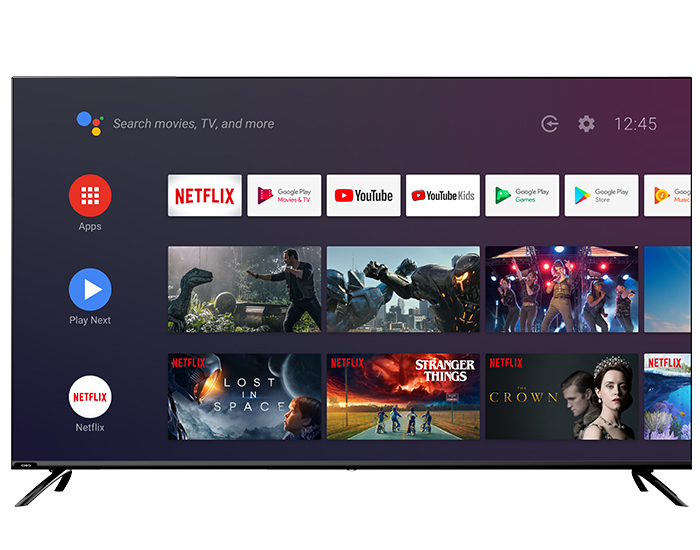 Search movies, TV, and more
12:45
Apps
NETFLIX
Google Play
Movies & TV
YouTube
YouTube Kids
Google Play
Games
Google Play
Store
Google Play
Music
Play Next
NETFLIX
Netflix
NETFLIX
LOST
IN
SPACE
NETFLIX
STRANGER
THINGS
NETFLIX
THE
CROWN
NETFLIX